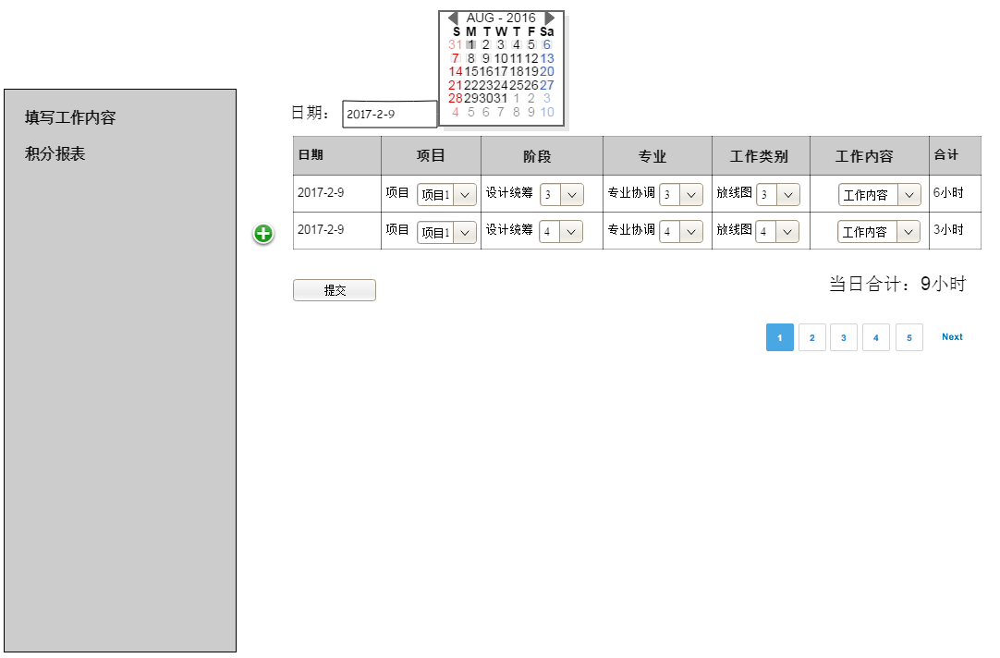 AUG - 2016
S M T W T F Sa
31 1 2 3 4 5 6
7 8 9 10 11 12 13
14 15 16 17 18 19 20
21 22 23 24 25 26 27
28 29 30 31 1 2 3
4 5 6 7 8 9 10
填写工作内容
积分报表
日期： 2017-2-9
日期 项目 阶段 专业 工作类别 工作内容 合计
2017-2-9 项目 项目1 设计统筹 3 专业协调 3 放线图 3 工作内容 6小时
2017-2-9 项目 项目1 设计统筹 4 专业协调 4 放线图 4 工作内容 3小时
提交
当日合计：9小时
1 2 3 4 5 Next